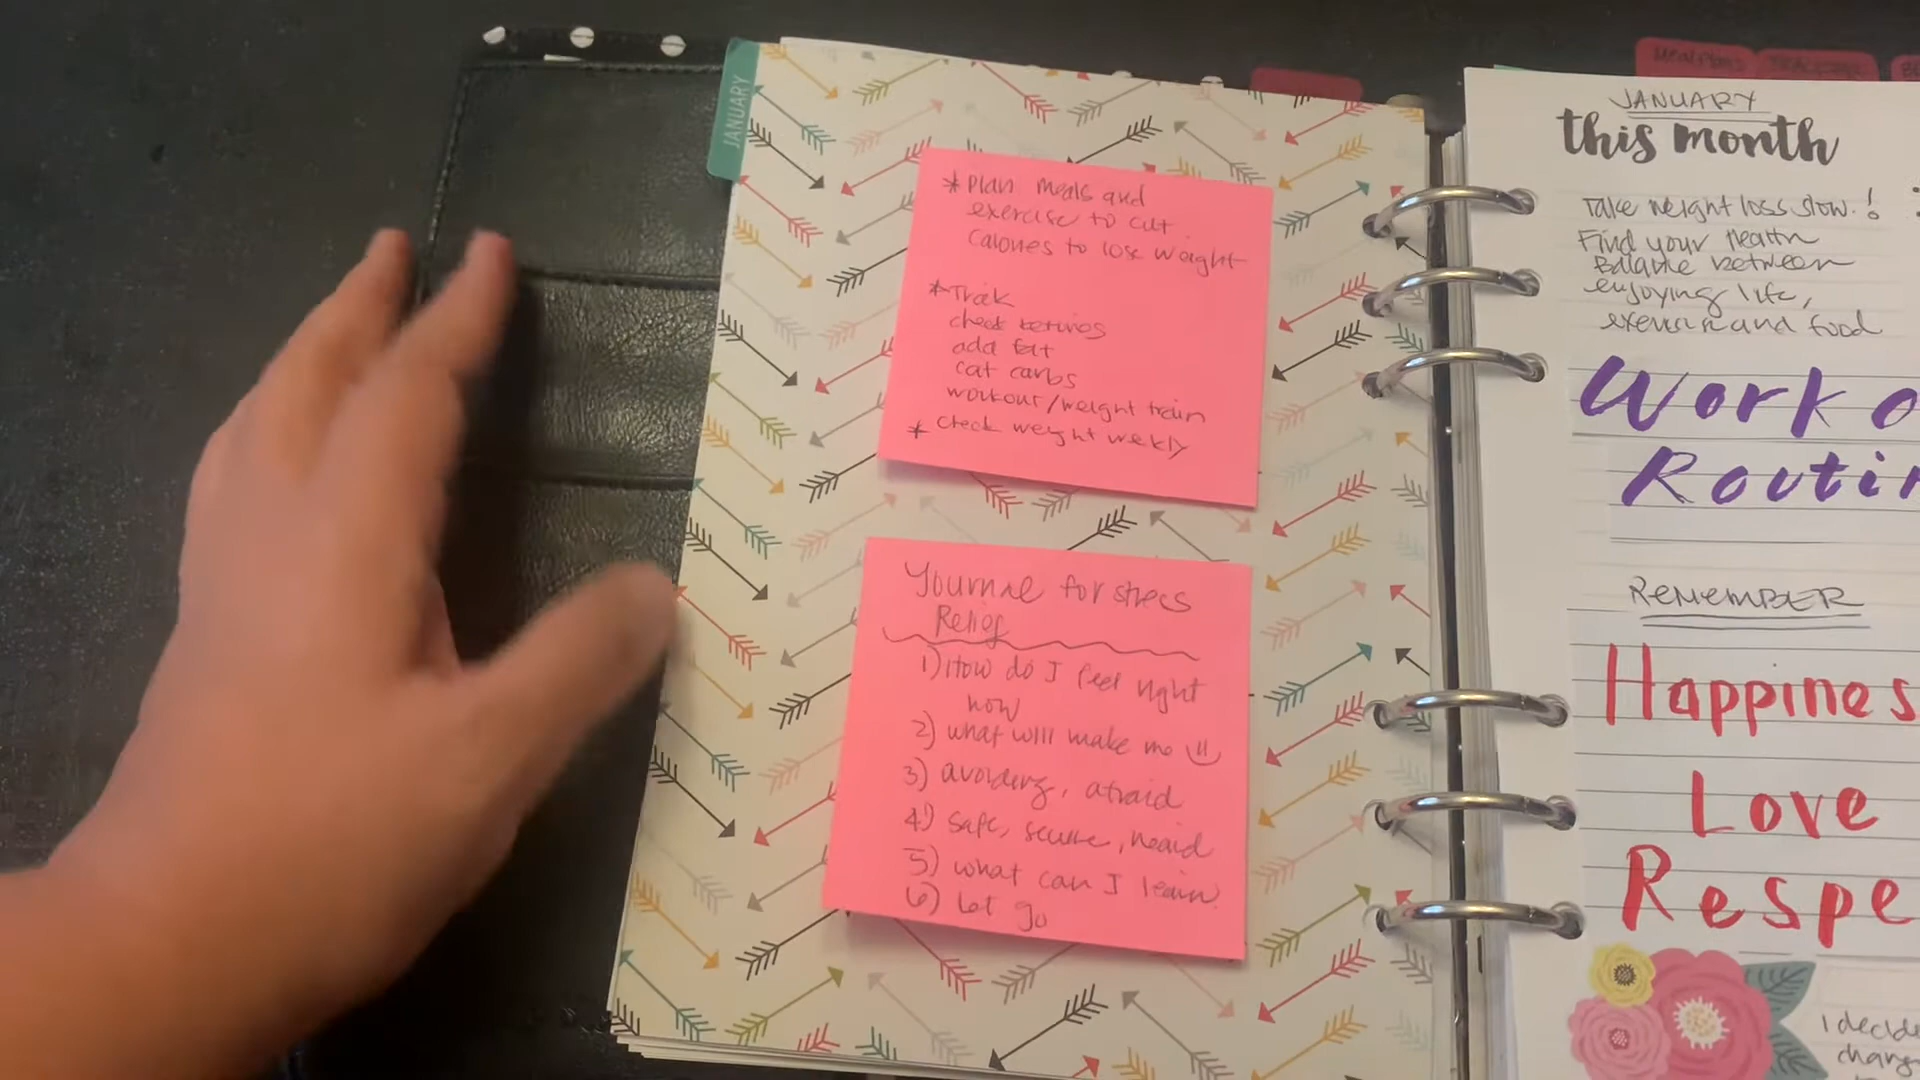 JANUARY
* Plan meals and
exercise to cut
calories to lose weight
* Track
check
add fat
cut carbs
workout/weight train
* Check weight weekly
Journal for stress
Relief
1) How do I feel right
now
2) what will make me
3) avoiding, afraid
4) safe, secure, heard
5) what can I learn
6) Let go
JANUARY
this month
Take weight loss slow!
Find your Health
Balance between
enjoying life,
exercise and food
Worko
Routin
REMEMBER
Happines
Love
Respe
I decide
chang